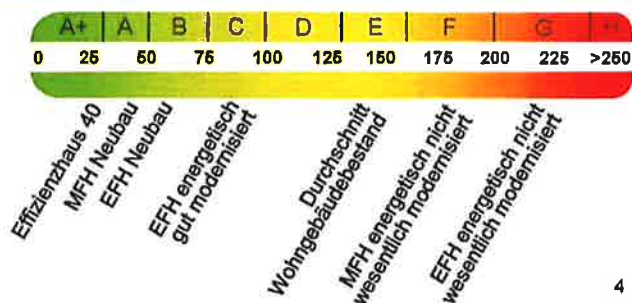 A+ A B C D E F G H
0 25 50 75 100 125 150 175 200 225 >250
Effizienzhaus 40
MFH Neubau
EFH Neubau
EFH energetisch
gut modernisiert
Durchschnitt
Wohngebäudebestand
MFH energetisch nicht
wesentlich modernisiert
EFH energetisch nicht
wesentlich modernisiert
4